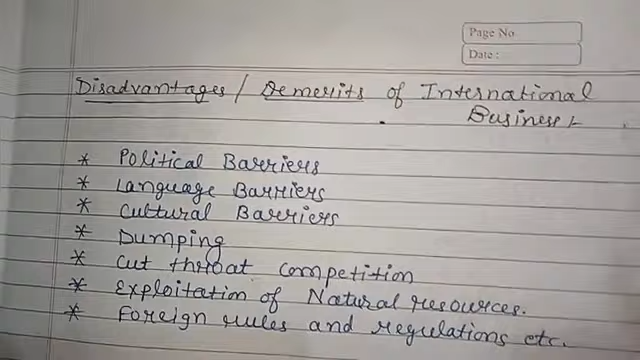 Page No
Date:
Disadvantages / Demerits of International
Business
* Political Barriers
* Language Barriers
* Cultural Barriers
* Dumping
* Cut throat competition
* Exploitation of Natural resources.
* Foreign rules and regulations etc.